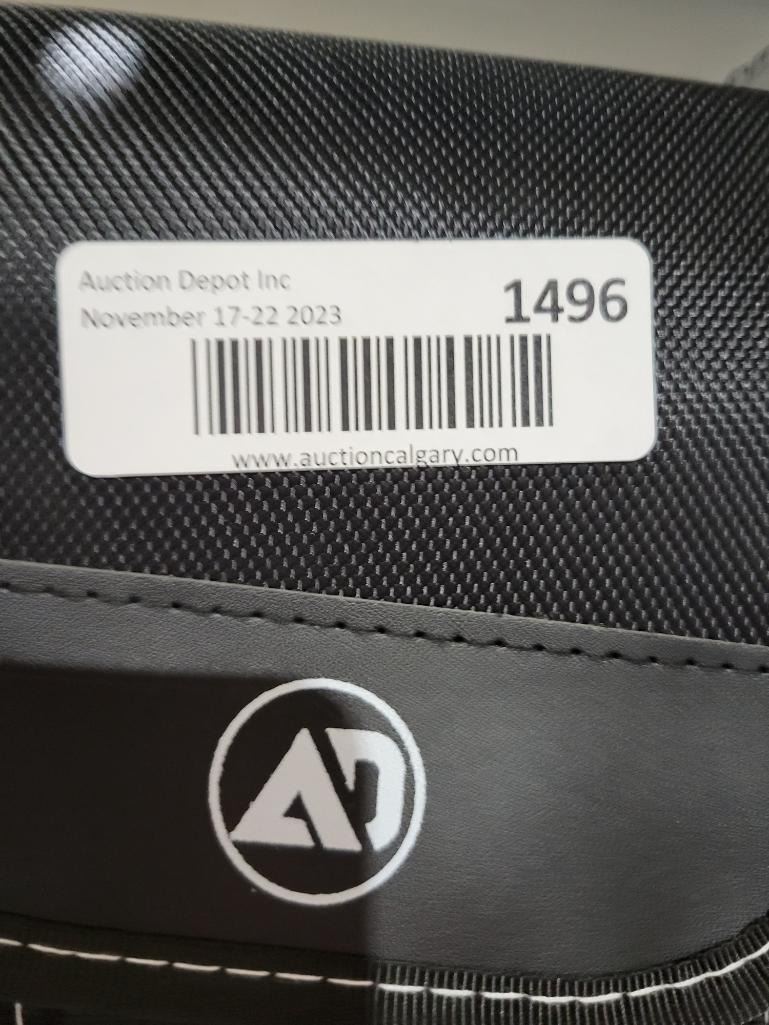 Auction Depot Inc
1496
November 17-22 2023
www.auctioncalgary.com
AD